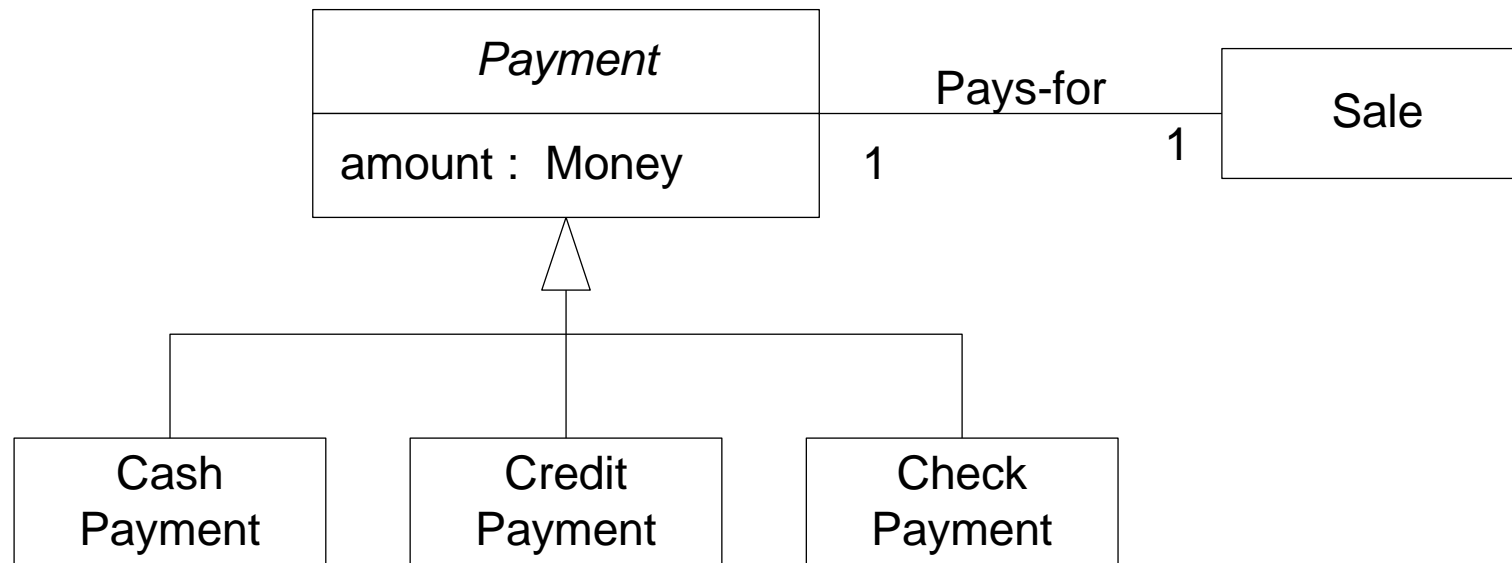 Payment
Pays-for
Sale
amount : Money
1
1
Cash
Payment
Credit
Payment
Check
Payment